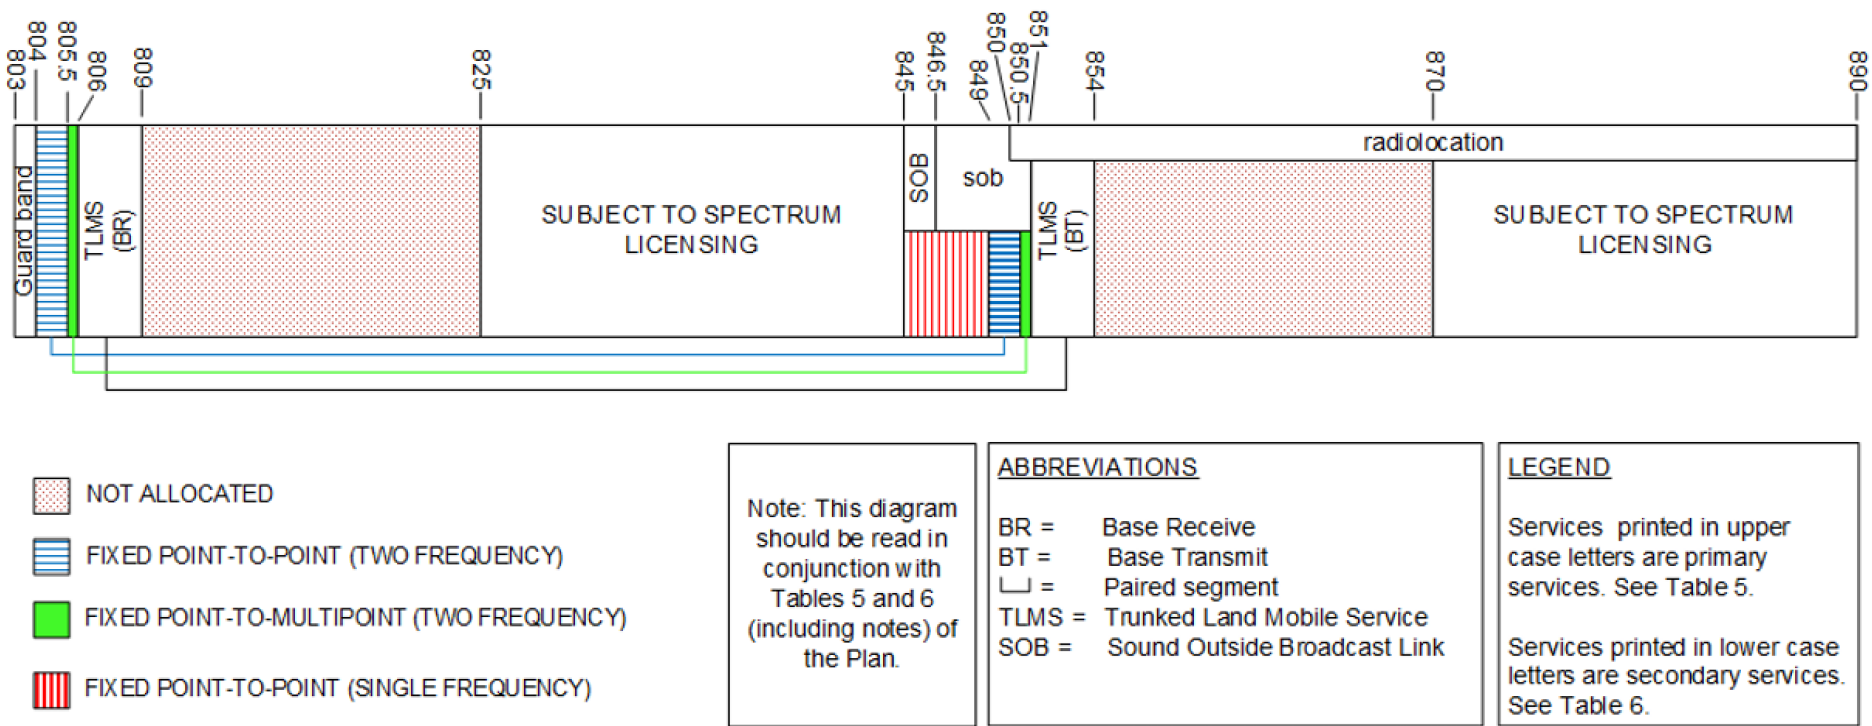 803
804
805.5
806
809
825
845
846.5
849
850
850.5
851
854
870
890
radiolocation
Guard band
TLMS
(BR)
SUBJECT TO SPECTRUM
LICENSING
SOB
sob
TLMS
(BT)
SUBJECT TO SPECTRUM
LICENSING
NOT ALLOCATED
FIXED POINT-TO-POINT (TWO FREQUENCY)
FIXED POINT-TO-MULTIPOINT (TWO FREQUENCY)
FIXED POINT-TO-POINT (SINGLE FREQUENCY)
Note: This diagram
should be read in
conjunction with
Tables 5 and 6
(including notes) of
the Plan.
ABBREVIATIONS
BR = Base Receive
BT = Base Transmit
= Paired segment
TLMS = Trunked Land Mobile Service
SOB = Sound Outside Broadcast Link
LEGEND
Services printed in upper
case letters are primary
services. See Table 5.
Services printed in lower case
letters are secondary services.
See Table 6.